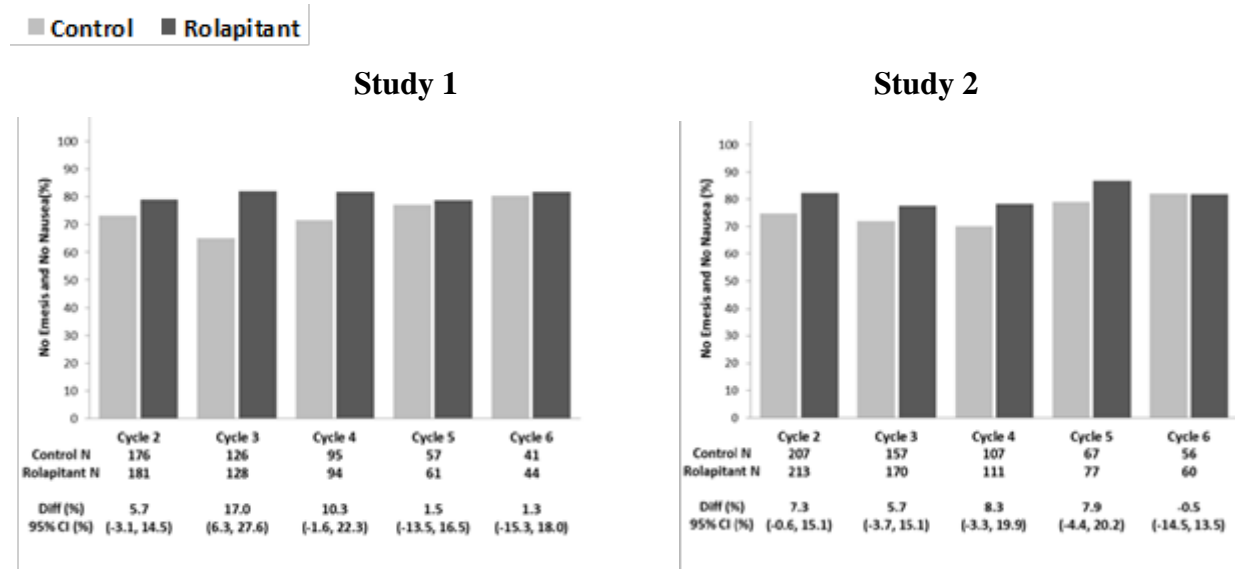 Control Rolapitant
Study 1
No Emesis and No Nausea(%)
100
90
80
70
60
50
40
30
20
10
0
Cycle 2 Cycle 3 Cycle 4 Cycle 5 Cycle 6
Control N 176 126 95 57 41
Rolapitant N 181 128 94 61 44
Diff (%) 5.7 17.0 10.3 1.5 1.3
95% CI (%) (-3.1, 14.5) (6.3, 27.6) (-1.6, 22.3) (-13.5, 16.5) (-15.3, 18.0)
Study 2
No Emesis and No Nausea (%)
100
90
80
70
60
50
40
30
20
10
0
Cycle 2 Cycle 3 Cycle 4 Cycle 5 Cycle 6
Control N 207 157 107 67 56
Rolapitant N 213 170 111 77 60
Diff (%) 7.3 5.7 8.3 7.9 -0.5
95% CI (%) (-0.6, 15.1) (-3.7, 15.1) (-3.3, 19.9) (-4.4, 20.2) (-14.5, 13.5)